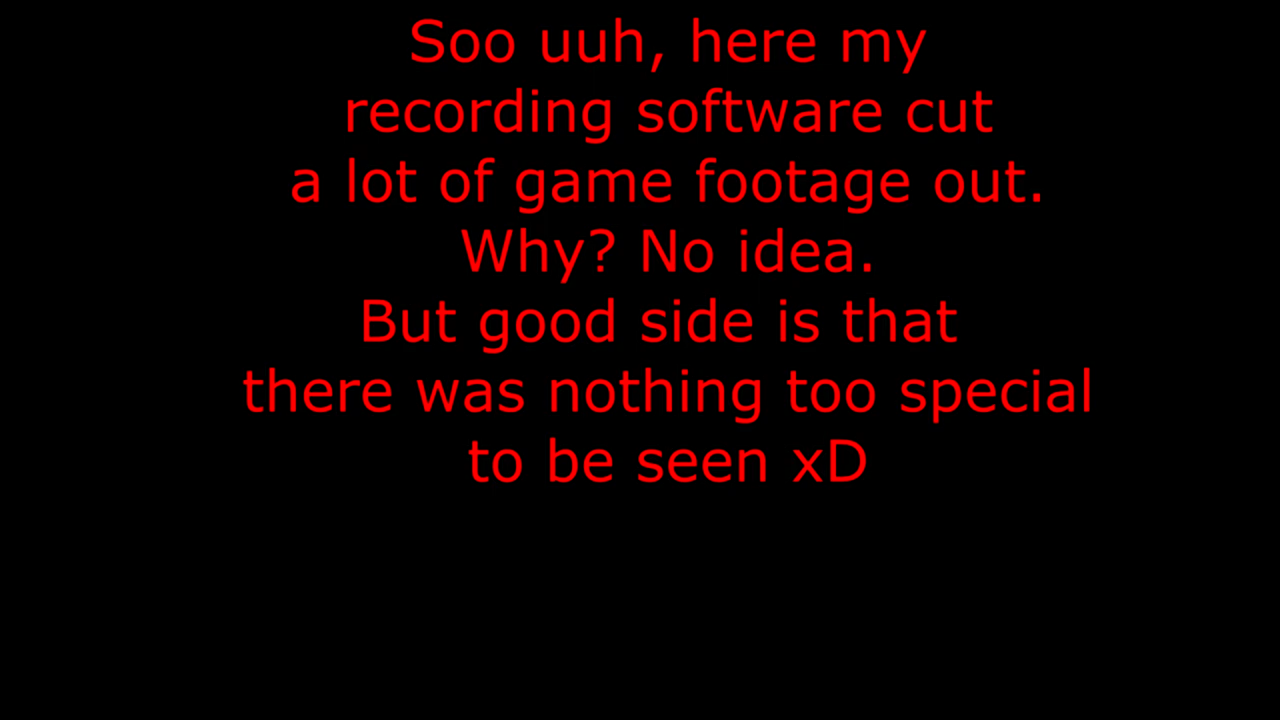 Soo uuh, here my
recording software cut
a lot of game footage out.
Why? No idea.
But good side is that
there was nothing too special
to be seen xD